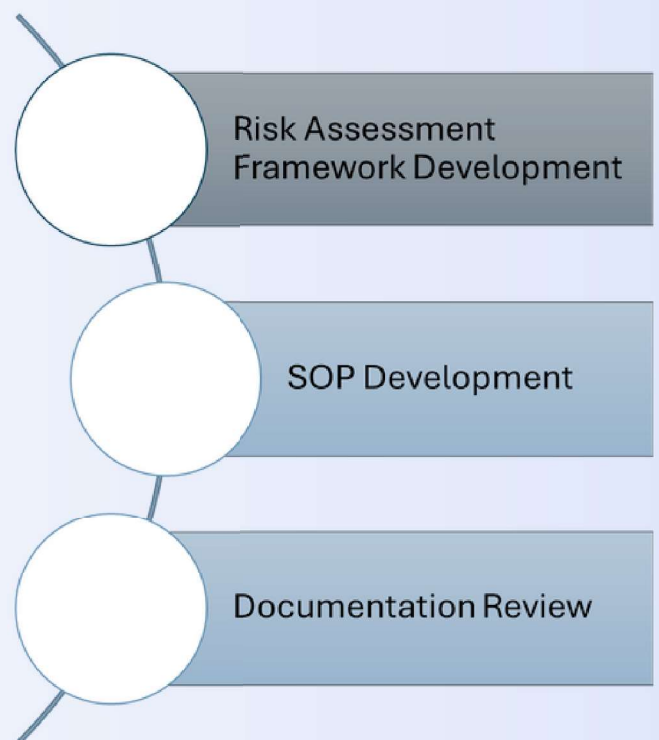 Risk Assessment
Framework Development
SOP Development
Documentation Review